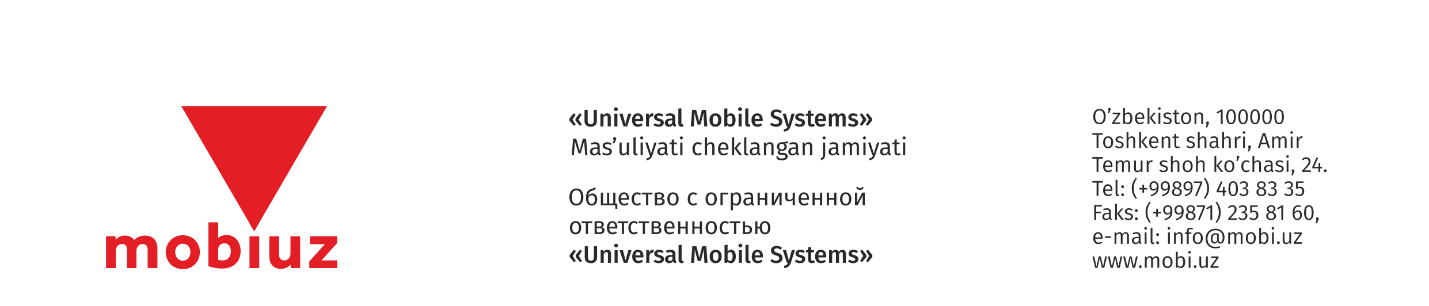 mobiuz
«Universal Mobile Systems»
Mas’uliyati cheklangan jamiyati
Общество с ограниченной
ответственностью
«Universal Mobile Systems»
O’zbekiston, 100000
Toshkent shahri, Amir
Temur shoh ko’chasi, 24.
Tel: (+99897) 403 83 35
Faks: (+99871) 235 81 60,
e-mail: info@mobi.uz
www.mobi.uz